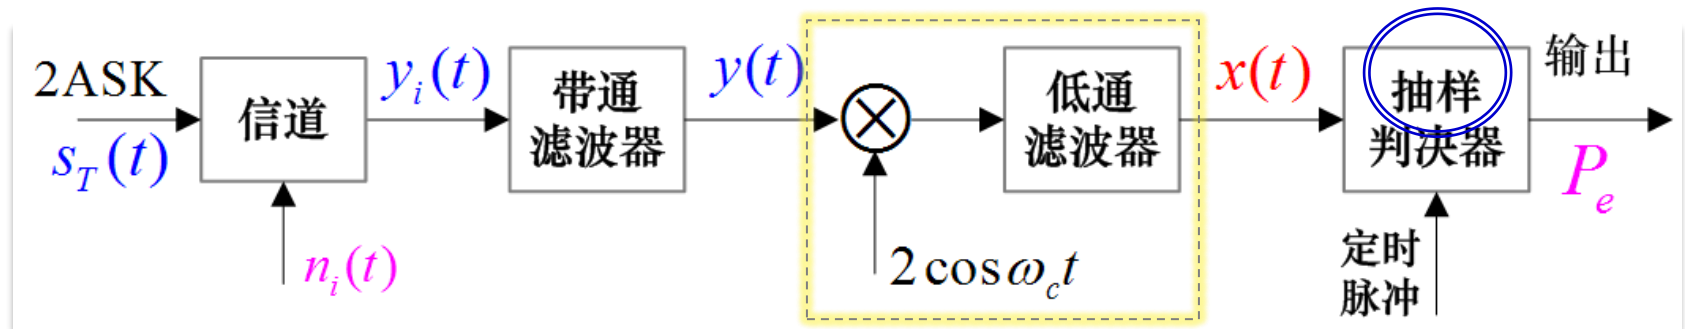 2ASK
s_T(t)
信道
n_i(t)
y_i(t)
带通
滤波器
y(t)
2cosω_ct
低通
滤波器
x(t)
抽样
判决器
定时
脉冲
输出
P_e